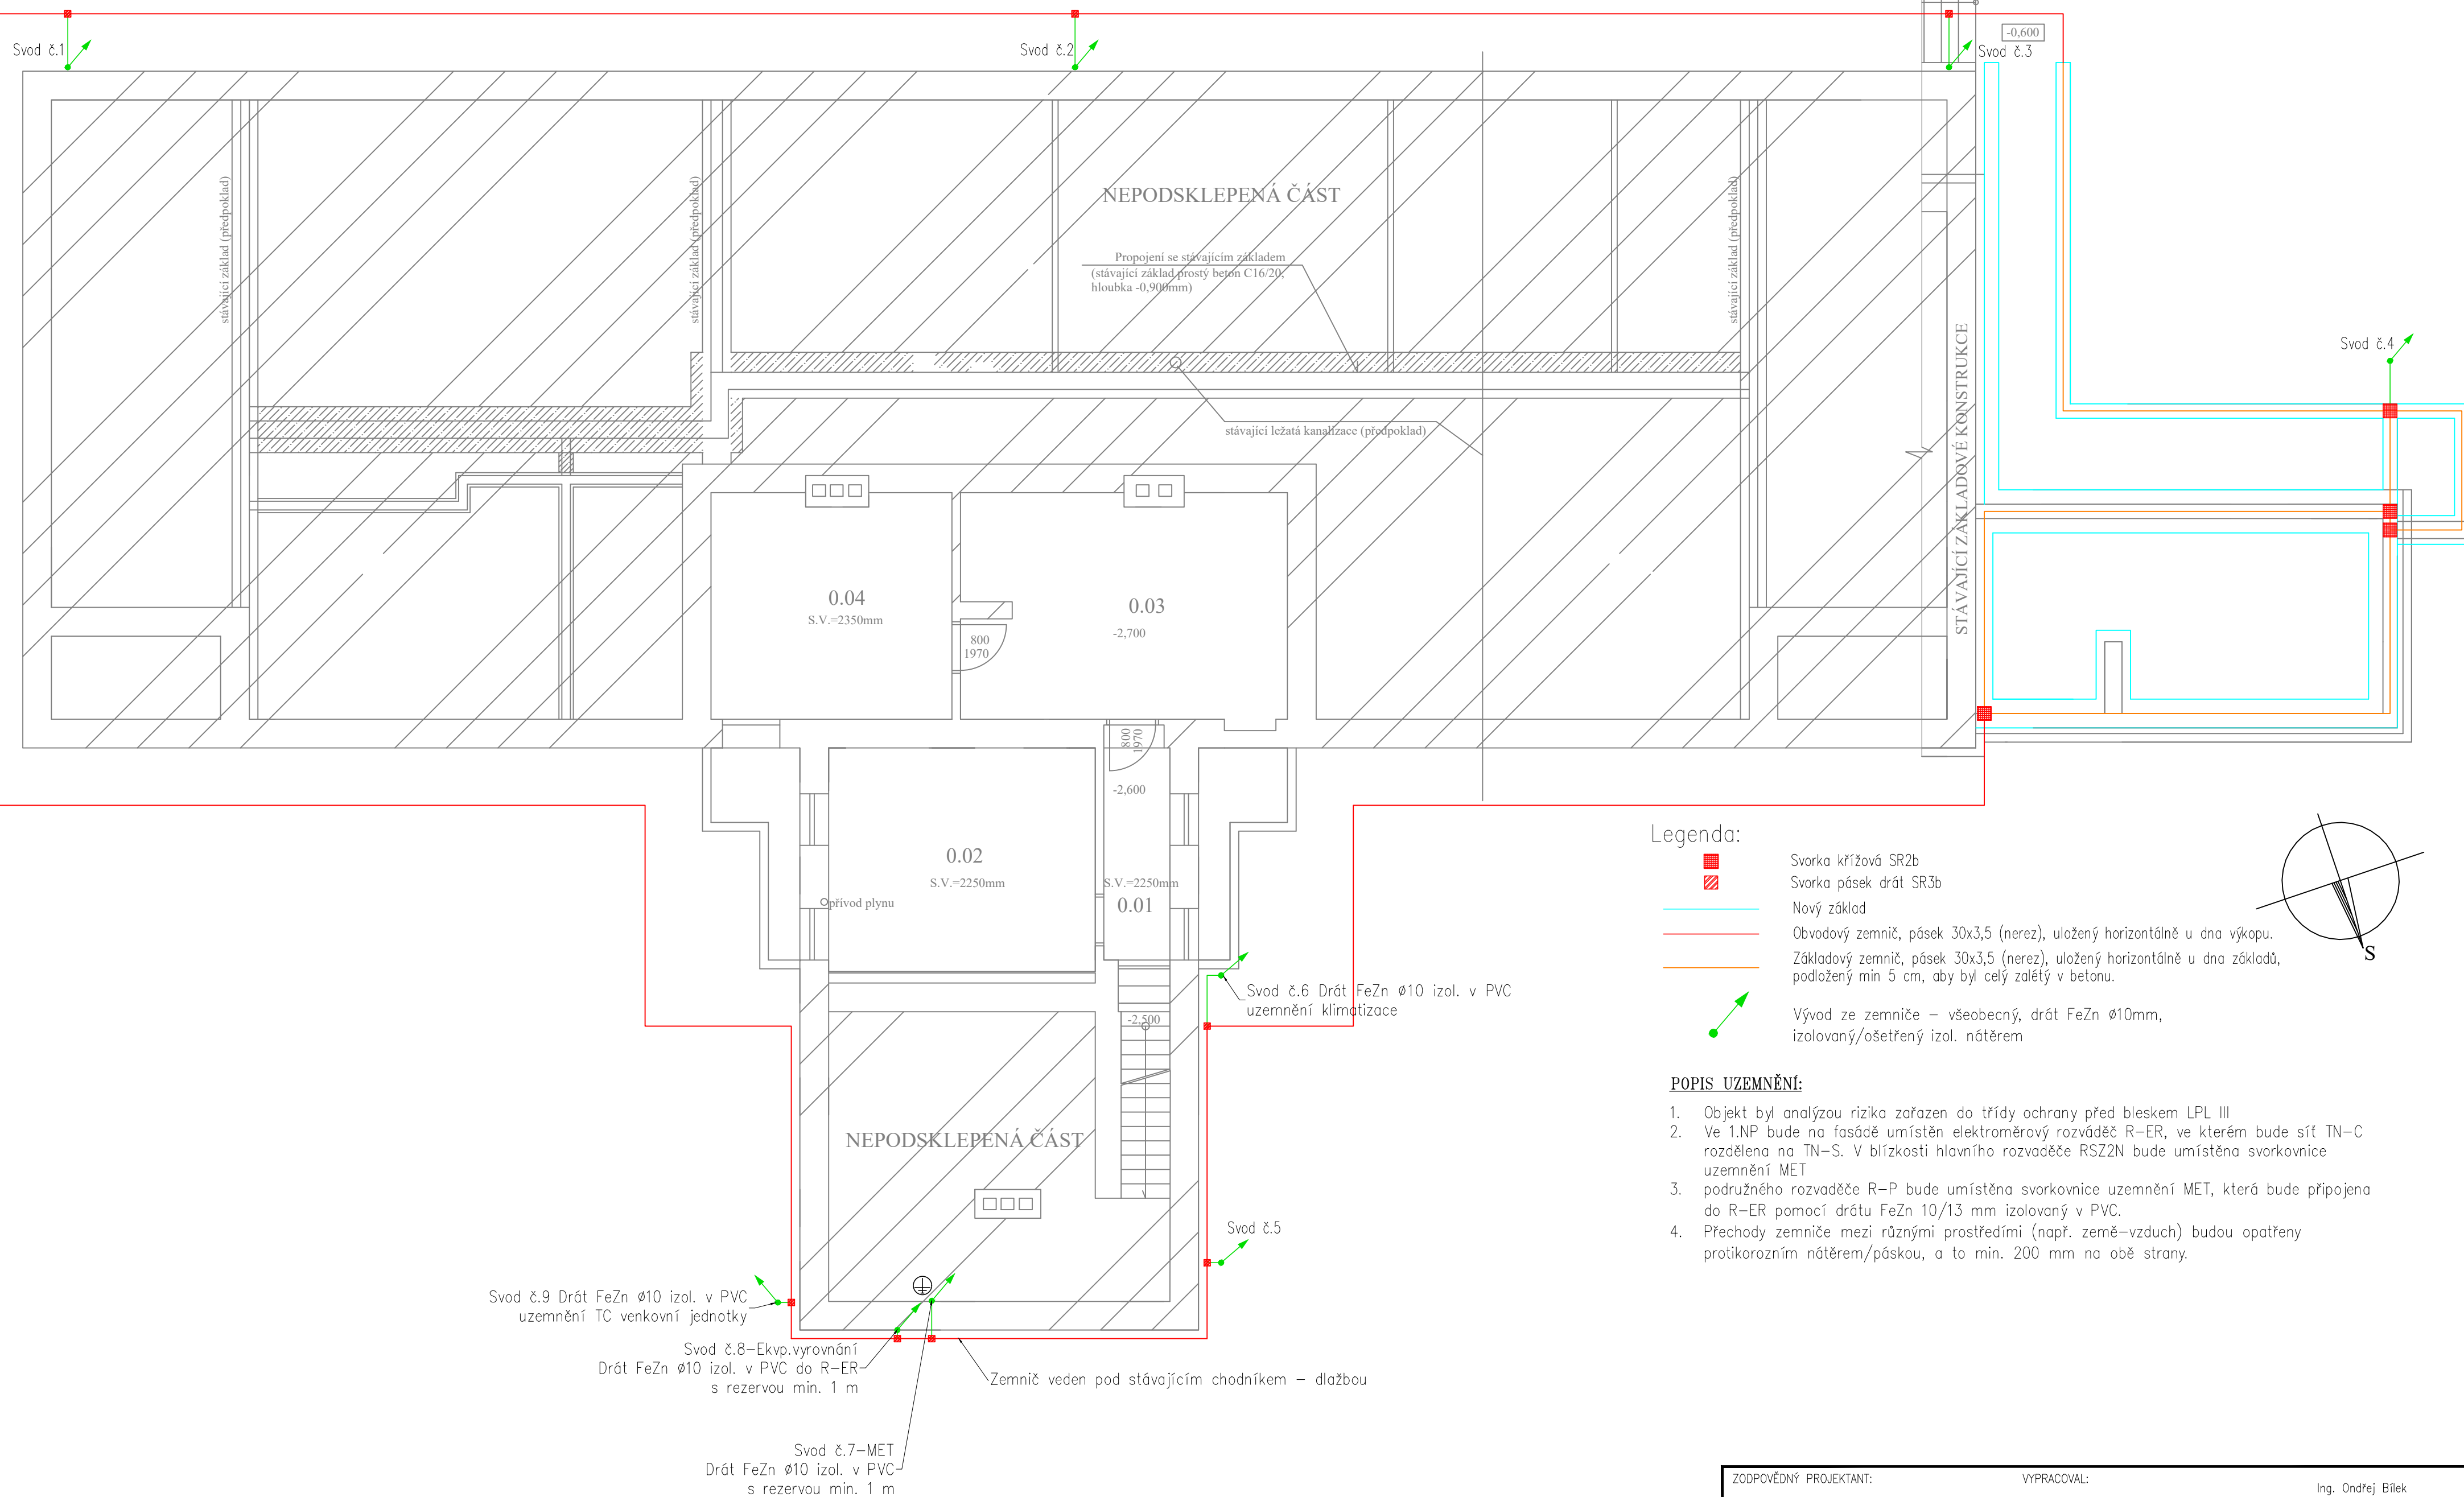 Svod č.1
Svod č.2
Svod č.3
-0,600
Svod č.4
stávající základ (předpoklad)
stávající základ (předpoklad)
stávající základ (předpoklad)
NEPODSKLEPENÁ ČÁST
Propojení se stávajícím základem
(stávající základ prostý beton C16/20,
hloubka -0,900mm)
STÁVAJÍCÍ ZÁKLADOVÉ KONSTRUKCE
stávající ležatá kanalizace (předpoklad)
0.04
S.V.=2350mm
0.03
-2,700
800
1970
800
1970
-2,600
0.02
S.V.=2250mm
S.V.=2250mm
0.01
přívod plynu
-2,500
Svod č.6 Drát FeZn ø10 izol. v PVC
uzemnění klimatizace
NEPODSKLEPENÁ ČÁST
Svod č.5
Svod č.9 Drát FeZn ø10 izol. v PVC
uzemnění TC venkovní jednotky
Svod č.8-Ekvp.vyrovnání
Drát FeZn ø10 izol. v PVC do R-ER
s rezervou min. 1 m
Zemnič veden pod stávajícím chodníkem – dlažbou
Svod č.7-MET
Drát FeZn ø10 izol. v PVC
s rezervou min. 1 m
Legenda:
Svorka křížová SR2b
Svorka pásek drát SR3b
Nový základ
Obvodový zemnič, pásek 30x3,5 (nerez), uložený horizontálně u dna výkopu.
Základový zemnič, pásek 30x3,5 (nerez), uložený horizontálně u dna základů,
podložený min 5 cm, aby byl celý zalétý v betonu.
Vývod ze zemniče – všeobecný, drát FeZn ø10mm,
izolovaný/ošetřený izol. nátěrem
S
POPIS UZEMNĚNÍ:
1. Objekt byl analýzou rizika zařazen do třídy ochrany před bleskem LPL III
2. Ve 1.NP bude na fasádě umístěn elektroměrový rozváděč R-ER, ve kterém bude síť TN-C
rozdělena na TN-S. V blízkosti hlavního rozvaděče RSZ2N bude umístěna svorkovnice
uzemnění MET
3. podružného rozvaděče R-P bude umístěna svorkovnice uzemnění MET, která bude připojena
do R-ER pomocí drátu FeZn 10/13 mm izolovaný v PVC.
4. Přechody zemniče mezi různými prostředími (např. země-vzduch) budou opatřeny
protikorozním nátěrem/páskou, a to min. 200 mm na obě strany.
ZODPOVĚDNÝ PROJEKTANT: VYPRACOVAL:
Ing. Ondřej Bílek